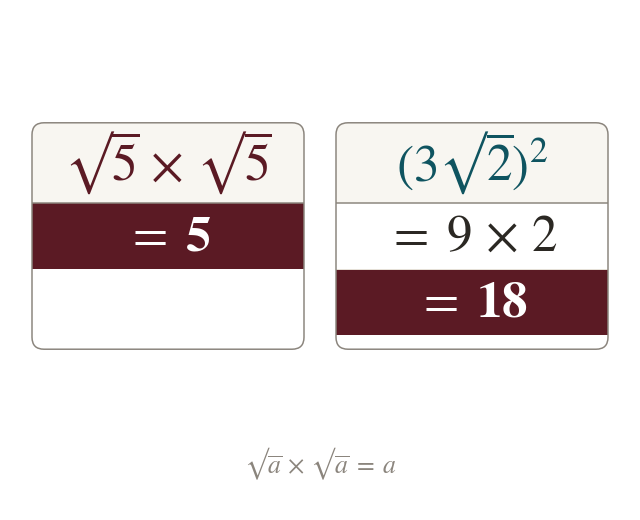 √5 × √5
= 5
(3√2)²
= 9 × 2
= 18
√a × √a = a